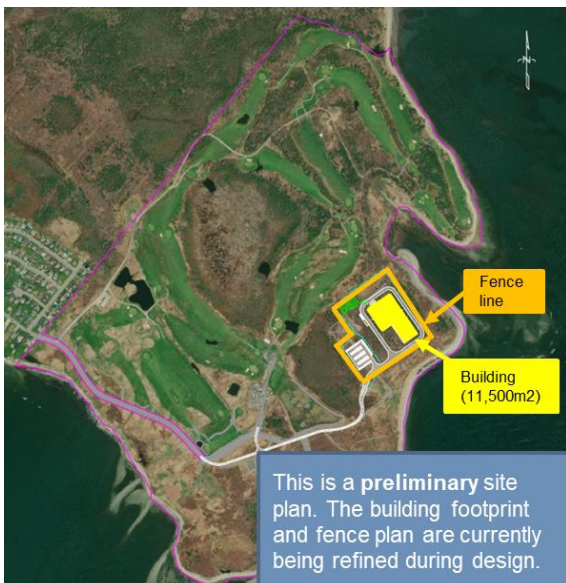 N
Fence
line
Building
(11,500m2)
This is a preliminary site
plan. The building footprint
and fence plan are currently
being refined during design.